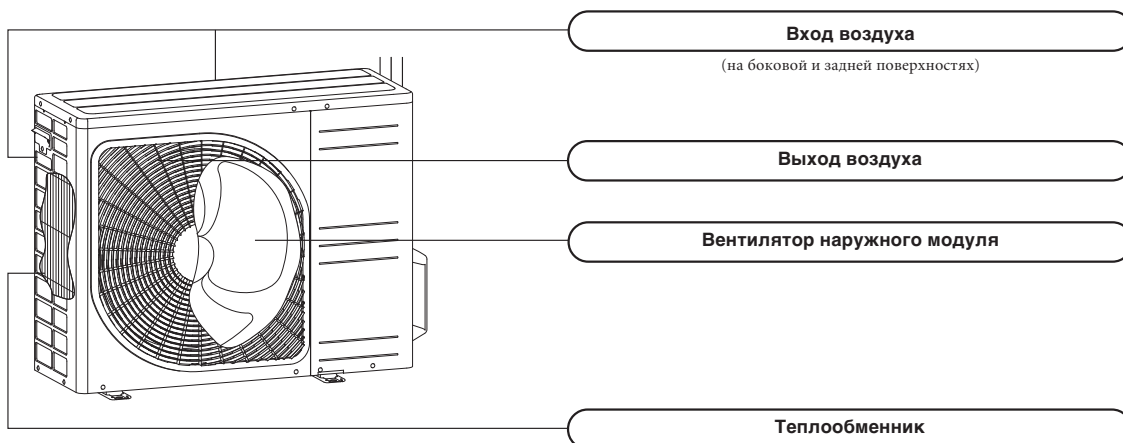 Вход воздуха
(на боковой и задней поверхностях)
Выход воздуха
Вентилятор наружного модуля
Теплообменник